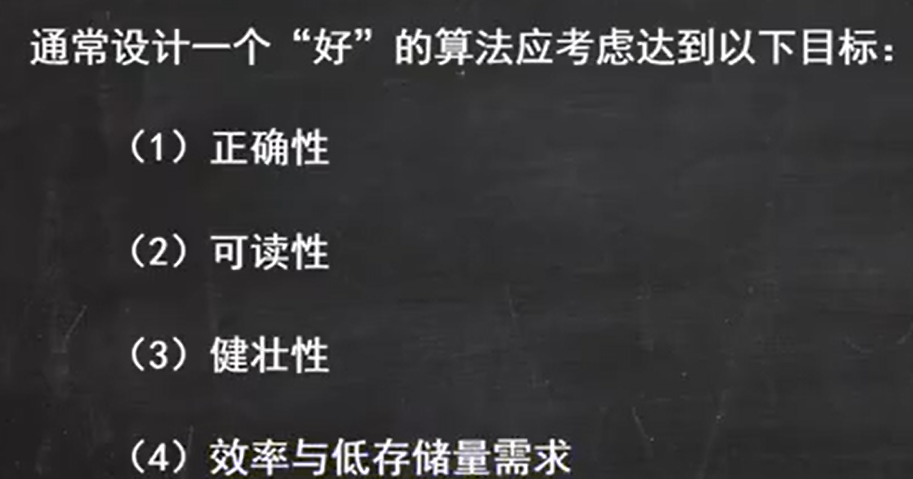 通常设计一个“好”的算法应考虑达到以下目标：
（1）正确性
（2）可读性
（3）健壮性
（4）效率与低存储量需求